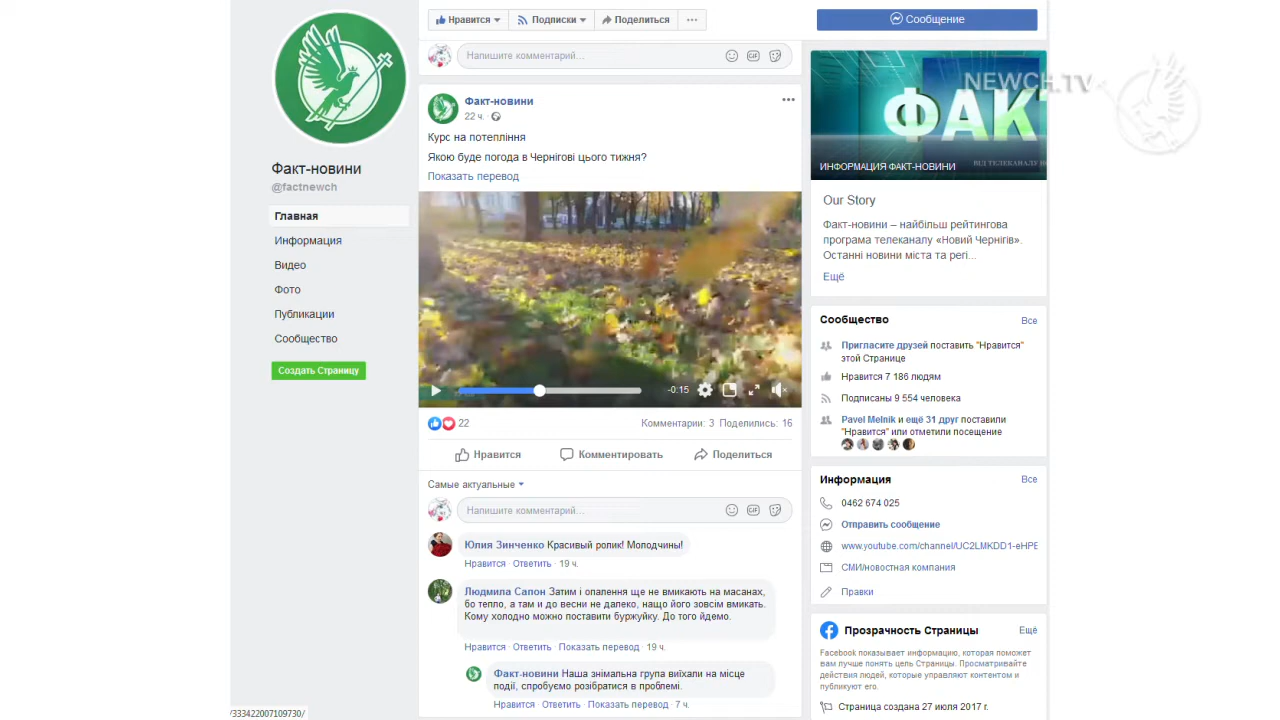 Нравится
Подписки
Поделиться
Сообщение
Напишите комментарий...
GIF
Факт-новини
@factnewch
Главная
Информация
Видео
Фото
Публикации
Сообщество
Создать Страницу
Факт-новини
22 ч.
Курс на потепління
Якою буде погода в Чернігові цього тижня?
Показать перевод
-0:15
22
Комментарии: 3 Поделились: 16
Нравится
Комментировать
Поделиться
Самые актуальные
Напишите комментарий...
GIF
Юлия Зинченко Красивый ролик! Молодчины!
Нравится · Ответить · 19 ч.
Людмила Сапон Затим і опалення ще не вмикають на масанах,
бо тепло, а там и до весни не далеко, нащо його зовсім вмикать.
Кому холодно можно поставити буржуйку. До того йдемо.
Нравится · Ответить · Показать перевод · 19 ч.
Факт-новини Наша знімальна група виїхали на місце
події, спробуємо розібратися в проблемі.
Нравится · Ответить · Показать перевод · 7 ч.
NEWCH.TV
ФАКТ
ВІД ТЕЛЕКАНАЛУ
ИНФОРМАЦИЯ ФАКТ-НОВИНИ
Our Story
Факт-новини – найбільш рейтингова
програма телеканалу «Новий Чернігів».
Останні новини міста та регі...
Ещё
Сообщество
Все
Пригласите друзей поставить "Нравится"
этой Странице
Нравится 7 186 людям
Подписаны 9 554 человека
Pavel Melnik и ещё 31 друг поставили
"Нравится" или отметили посещение
Информация
Все
0462 674 025
Отправить сообщение
www.youtube.com/channel/UC2LMKDD1-eHPE
СМИ/новостная компания
Правки
Прозрачность Страницы
Ещё
Facebook показывает информацию, которая поможет
вам лучше понять цель Страницы. Просматривайте
действия людей, которые управляют контентом и
публикуют его.
Страница создана 27 июля 2017 г.
/333422007109730/